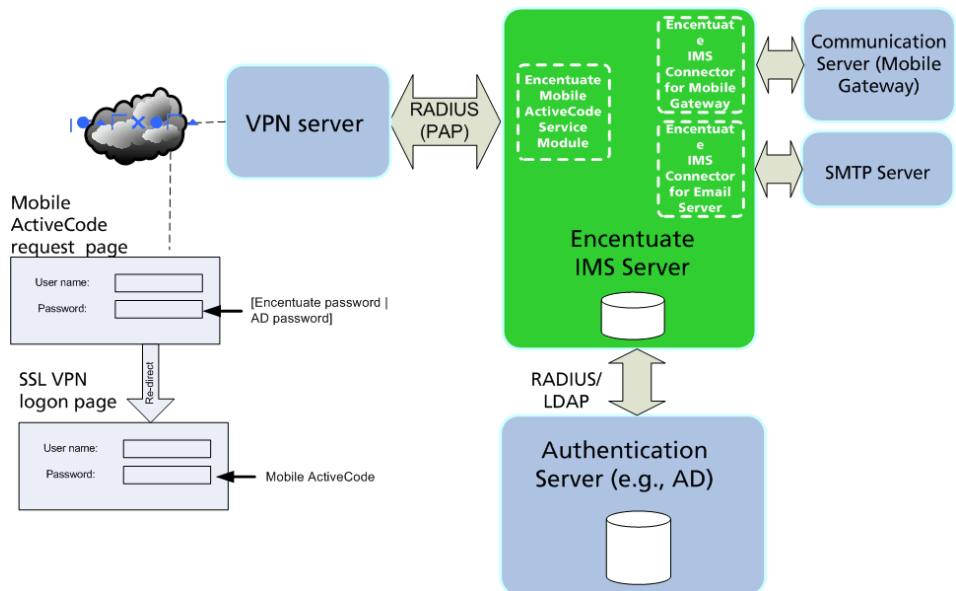 VPN server
RADIUS
(PAP)
Encentuate
Mobile
ActiveCode
Service
Module
Encentuat
e
IMS
Connector
for Mobile
Gateway
Encentuat
e
IMS
Connector
for Email
Server
Encentuate
IMS Server
Communication
Server (Mobile
Gateway)
SMTP Server
Mobile
ActiveCode
request page
User name:
Password:
[Encentuate password |
AD password]
Re-direct
SSL VPN
logon page
User name:
Password:
Mobile ActiveCode
RADIUS/
LDAP
Authentication
Server (e.g., AD)